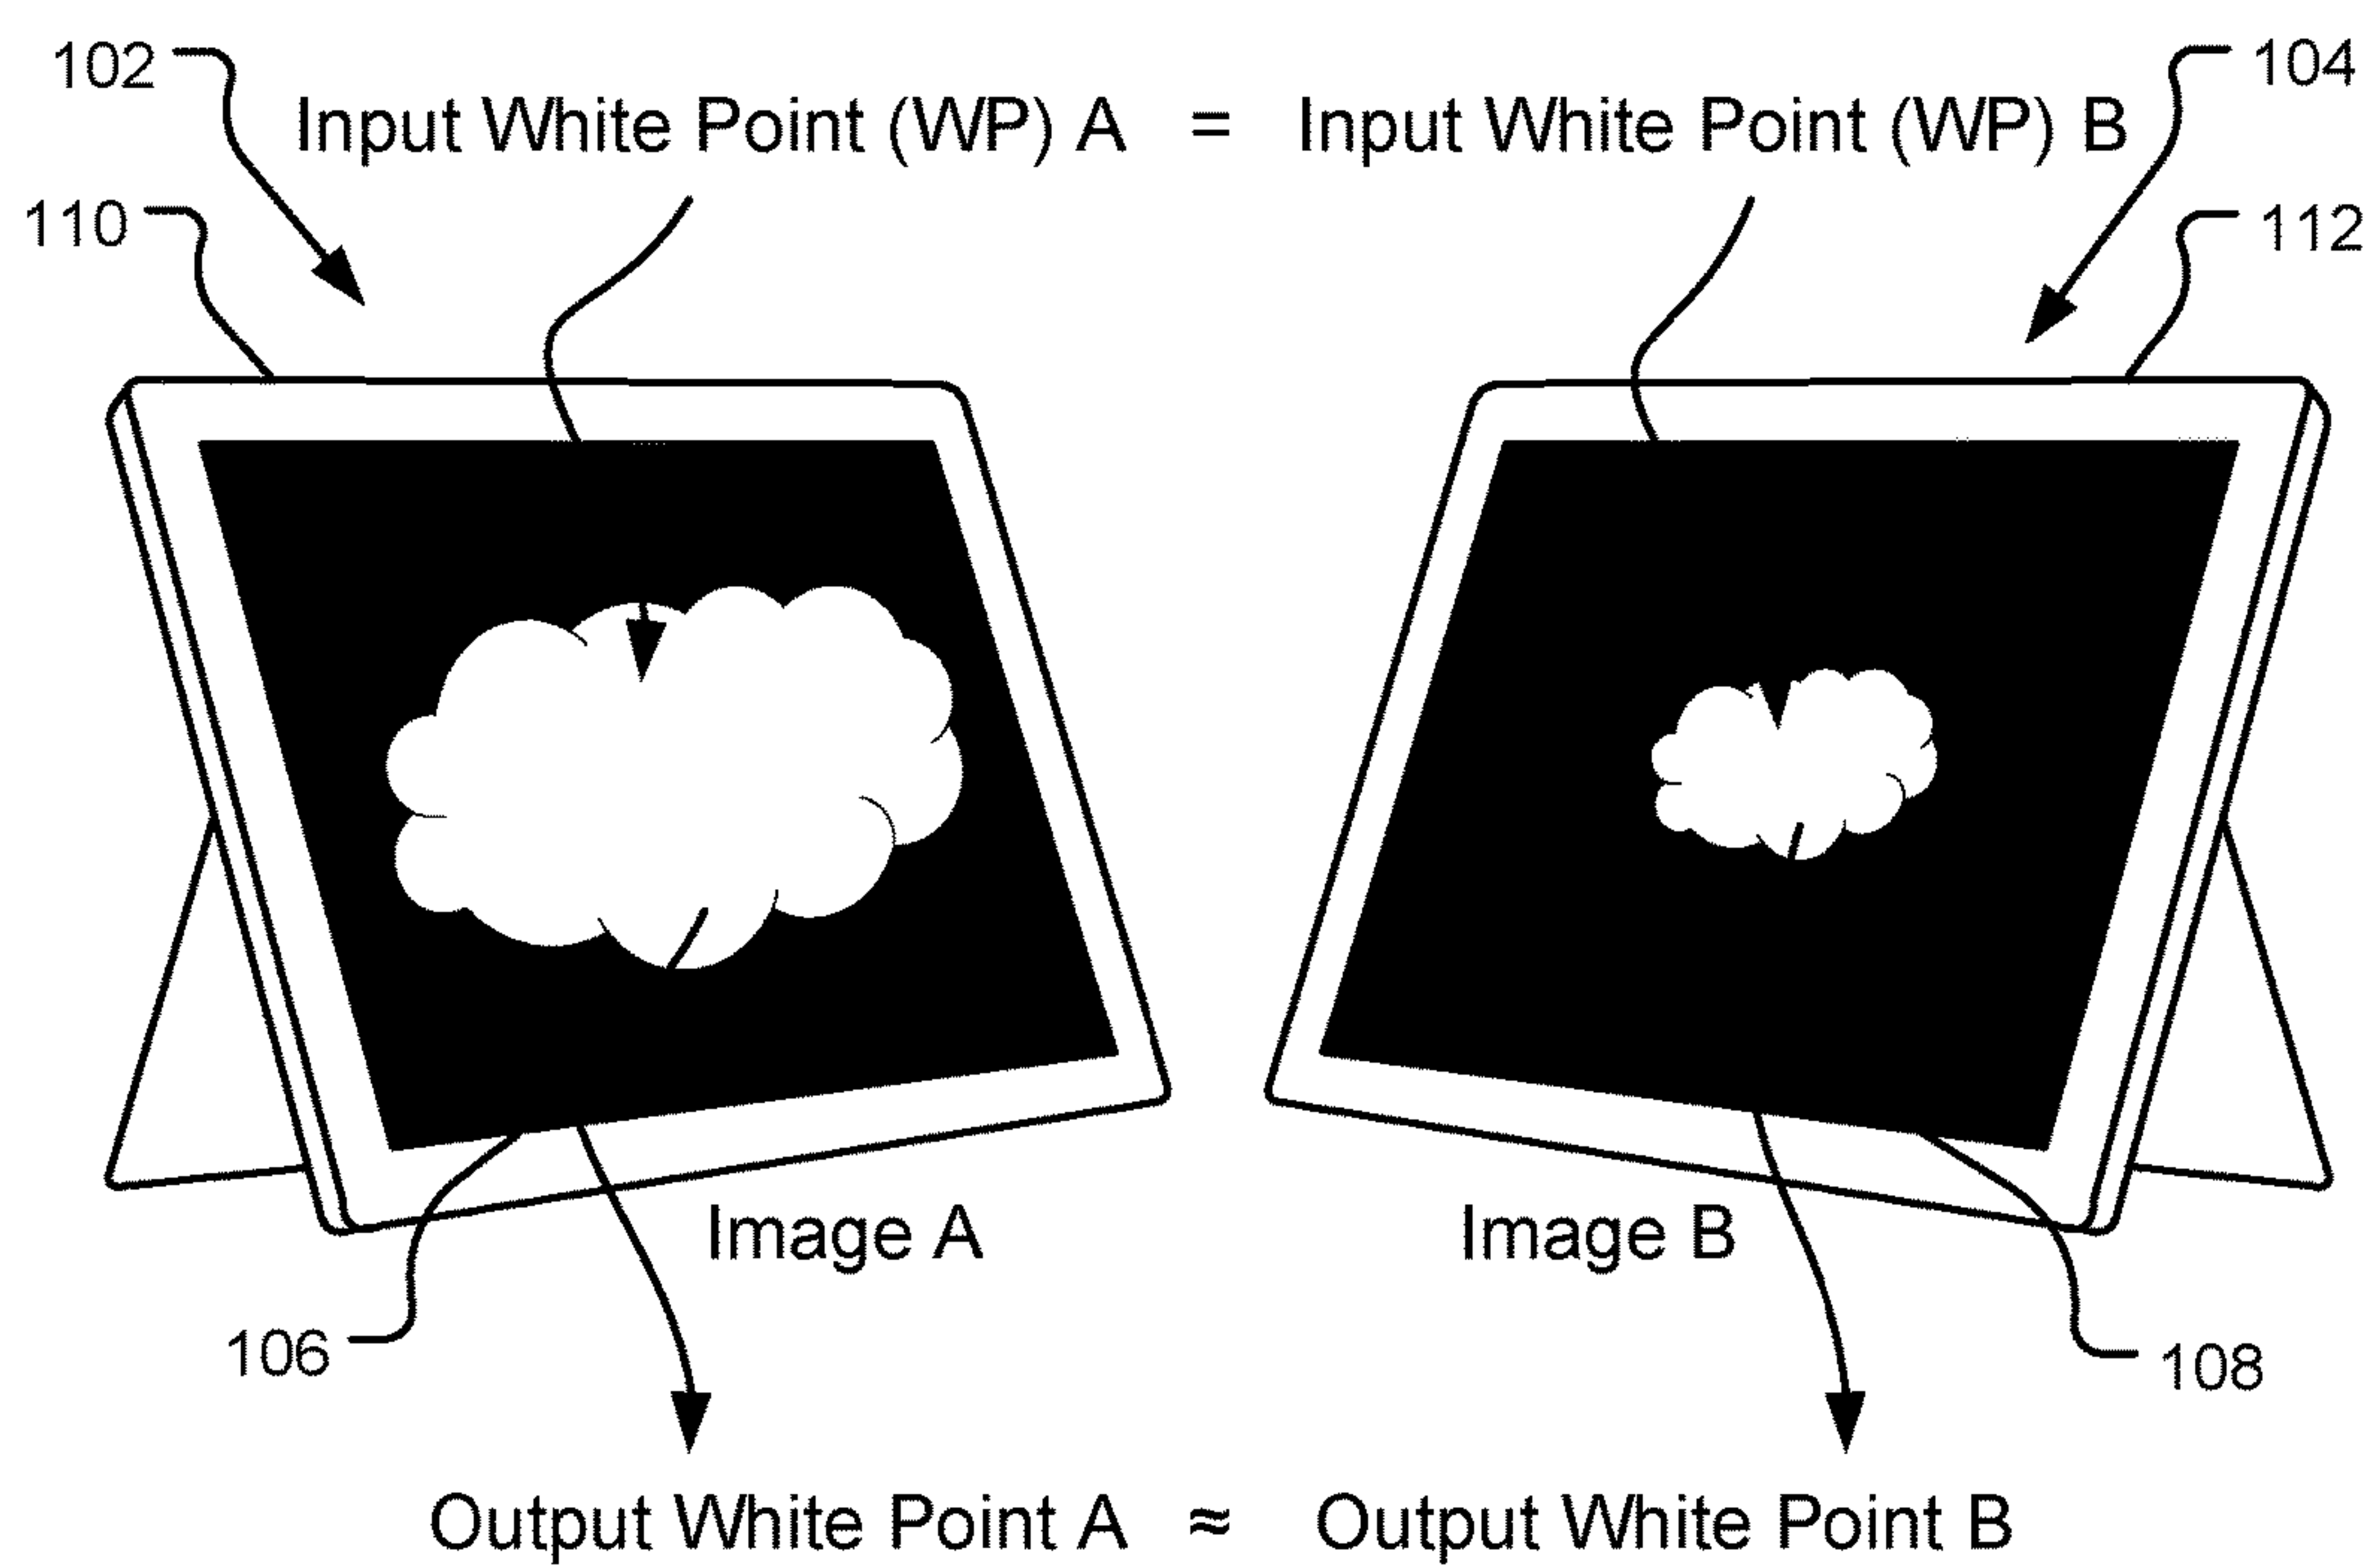 102
104
Input White Point (WP) A = Input White Point (WP) B
110
112
Image A
Image B
106
108
Output White Point A ≈ Output White Point B